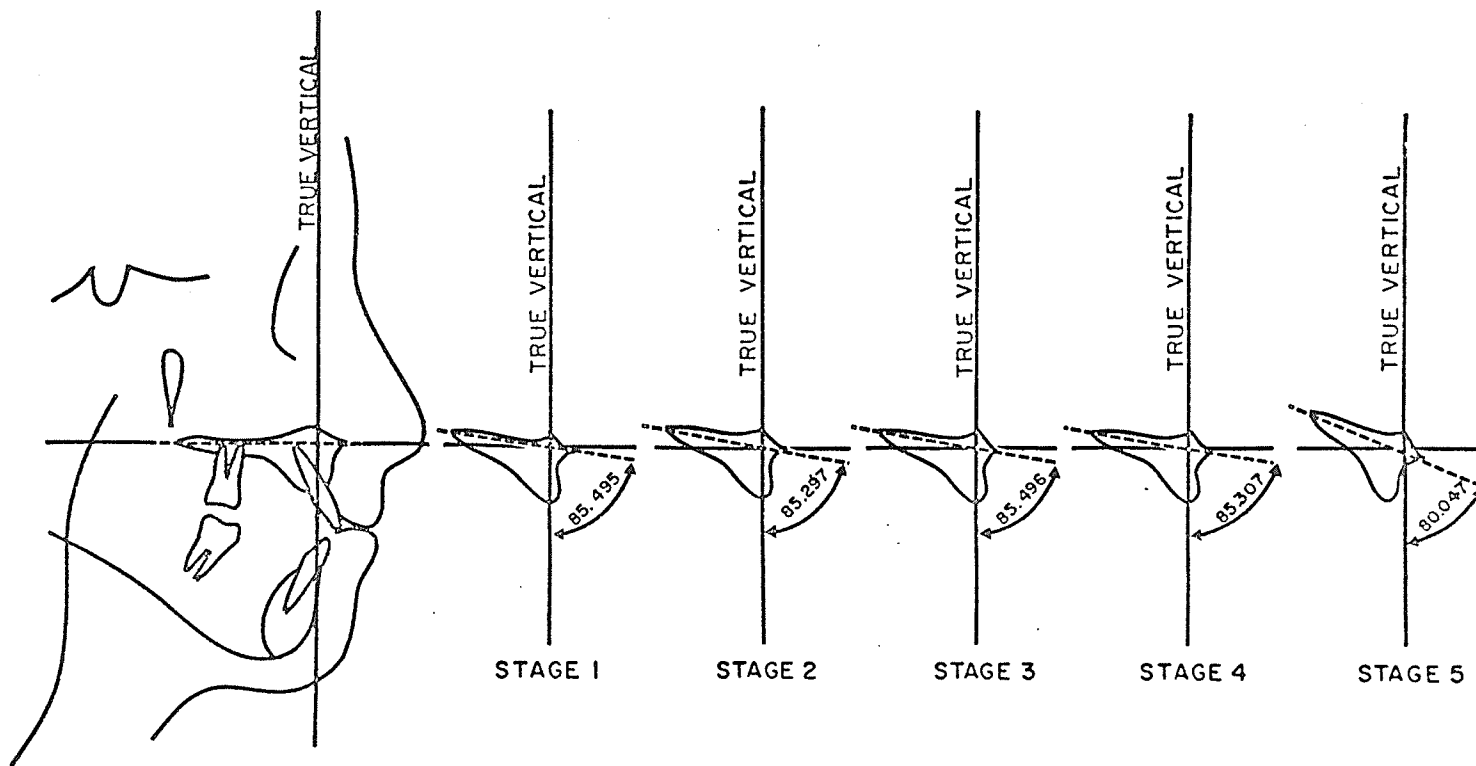 TRUE VERTICAL
TRUE VERTICAL
TRUE VERTICAL
TRUE VERTICAL
TRUE VERTICAL
TRUE VERTICAL
85.495
85.297
85.496
85.307
80.047
STAGE 1
STAGE 2
STAGE 3
STAGE 4
STAGE 5